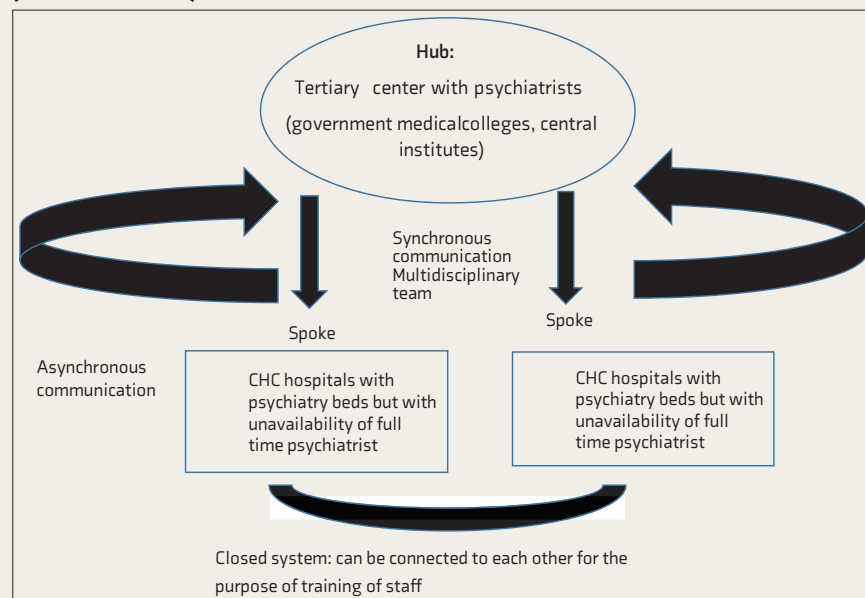 Hub:
Tertiary center with psychiatrists
(government medicalcolleges, central
institutes)
Synchronous
communication
Multidisciplinary
team
Spoke
Spoke
Asynchronous
communication
CHC hospitals with
psychiatry beds but with
unavailability of full
time psychiatrist
CHC hospitals with
psychiatry beds but with
unavailability of full
time psychiatrist
Closed system: can be connected to each other for the
purpose of training of staff